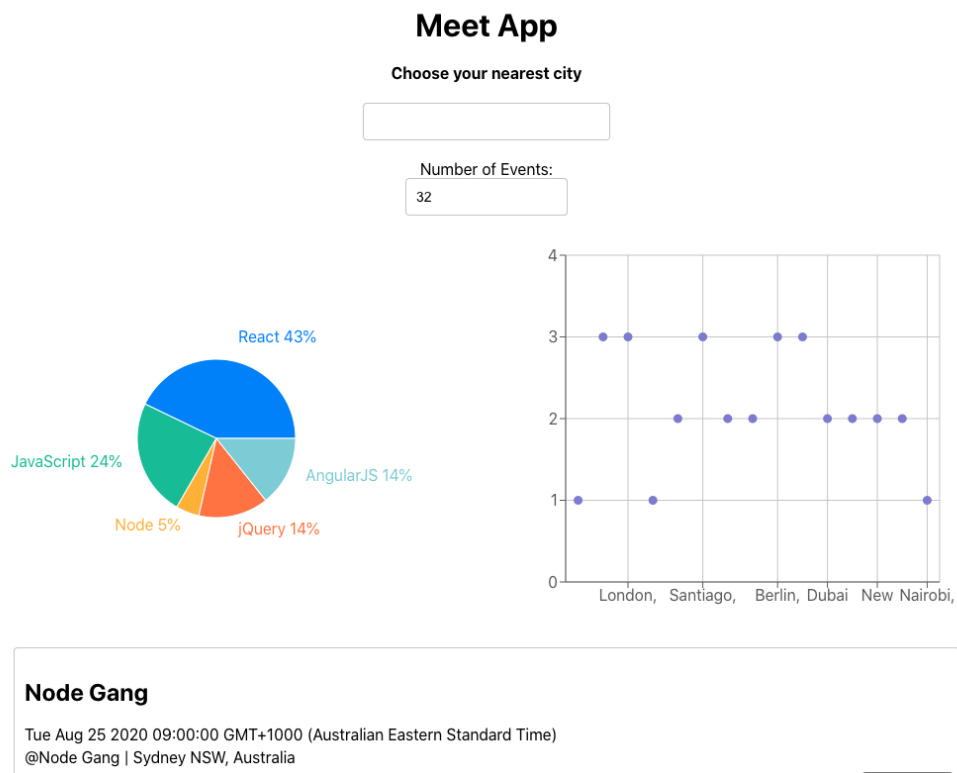 Meet App
Choose your nearest city
Number of Events:
32
React 43%
JavaScript 24%
AngularJS 14%
Node 5%
jQuery 14%
4
3
2
1
0
London, Santiago, Berlin, Dubai New Nairobi,
Node Gang
Tue Aug 25 2020 09:00:00 GMT+1000 (Australian Eastern Standard Time)
@Node Gang | Sydney NSW, Australia